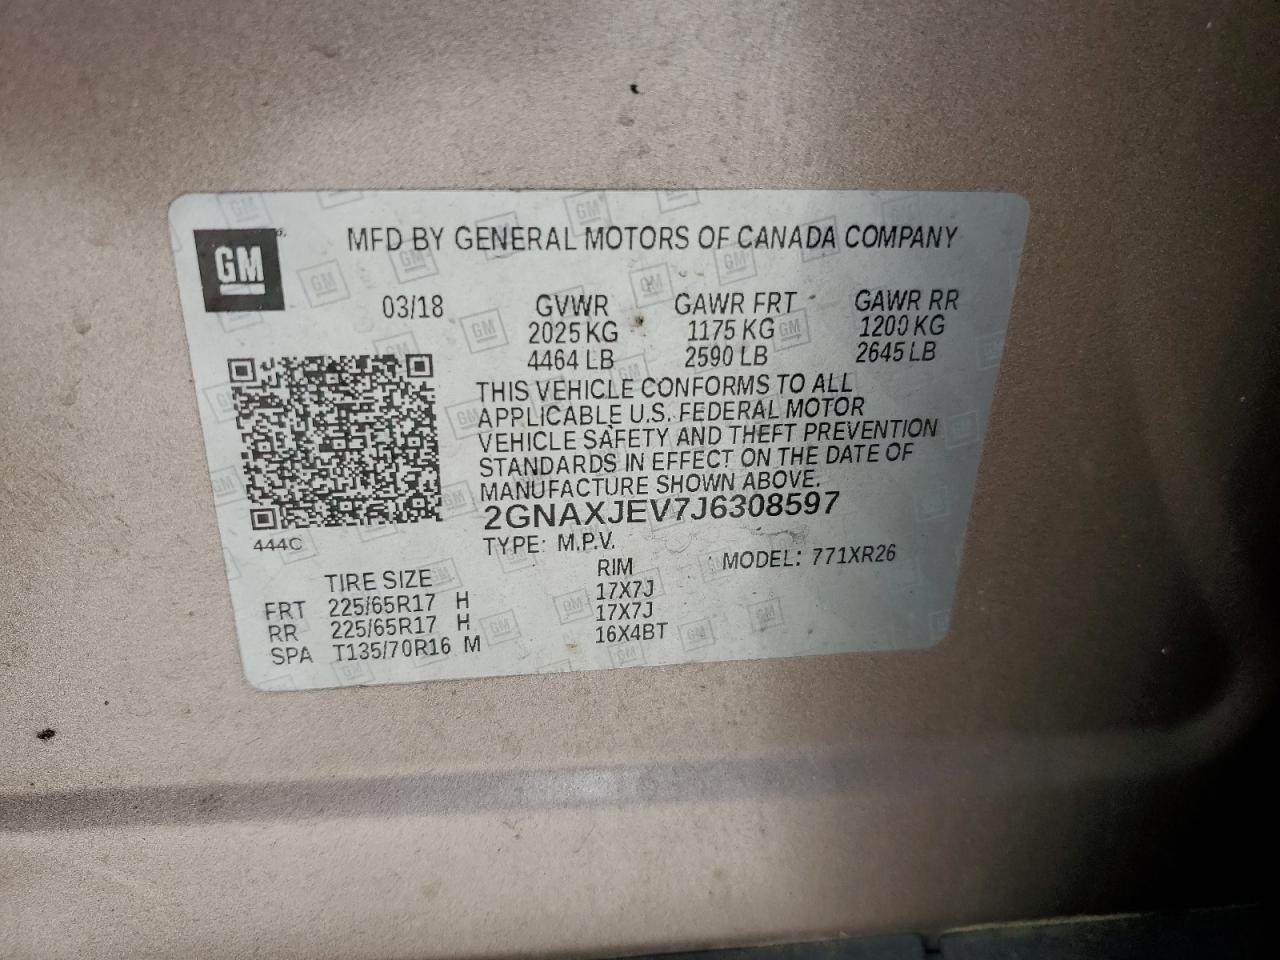 GM
MFD BY GENERAL MOTORS OF CANADA COMPANY
03/18 GVWR GAWR FRT GAWR RR
2025 KG 1175 KG 1200 KG
4464 LB 2590 LB 2645 LB
THIS VEHICLE CONFORMS TO ALL
APPLICABLE U.S. FEDERAL MOTOR
VEHICLE SAFETY AND THEFT PREVENTION
STANDARDS IN EFFECT ON THE DATE OF
MANUFACTURE SHOWN ABOVE.
2GNAXJEV7J6308597
444C
TYPE: M.P.V. MODEL: 771XR26
TIRE SIZE RIM
FRT 225/65R17 H 17X7J
RR 225/65R17 H 17X7J
SPA T135/70R16 M 16X4BT